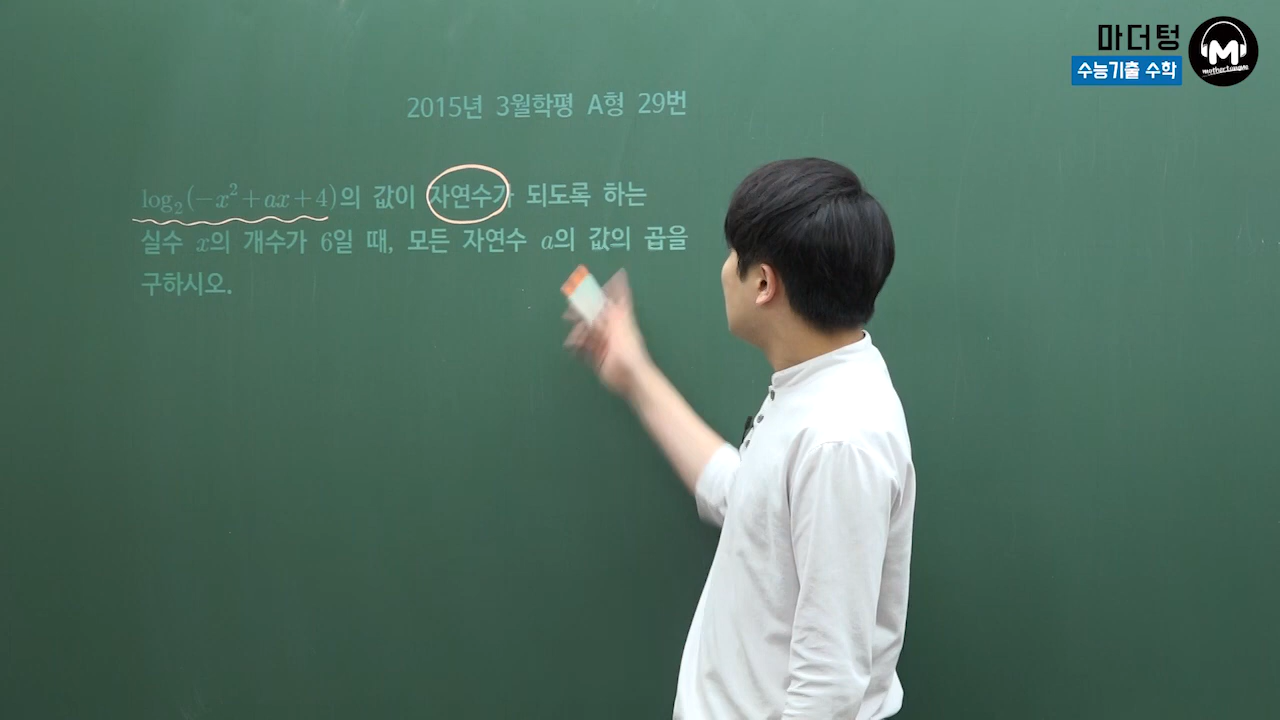 마더텅
수능기출 수학
M
mothertongue
2015년 3월학평 A형 29번
log₂(−x²+ax+4)의 값이 자연수가 되도록 하는
실수 x의 개수가 6일 때, 모든 자연수 a의 값의 곱을
구하시오.